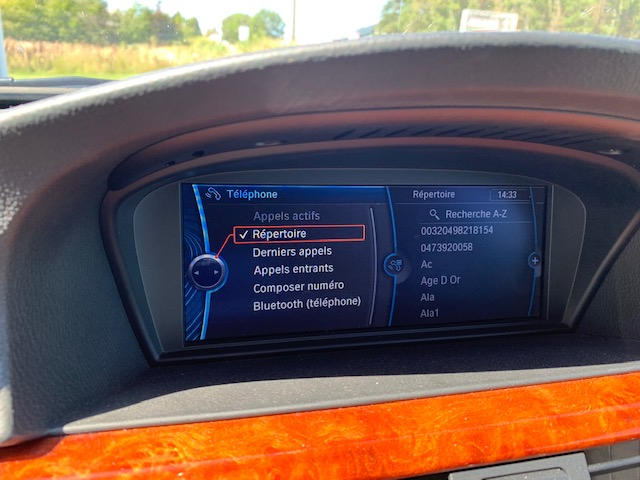 Téléphone
Appels actifs
✓ Répertoire
Derniers appels
Appels entrants
Composer numéro
Bluetooth (téléphone)
Répertoire 14:33
Recherche A-Z
00320498218154
0473920058
Ac
Age D Or
Ala
Ala1